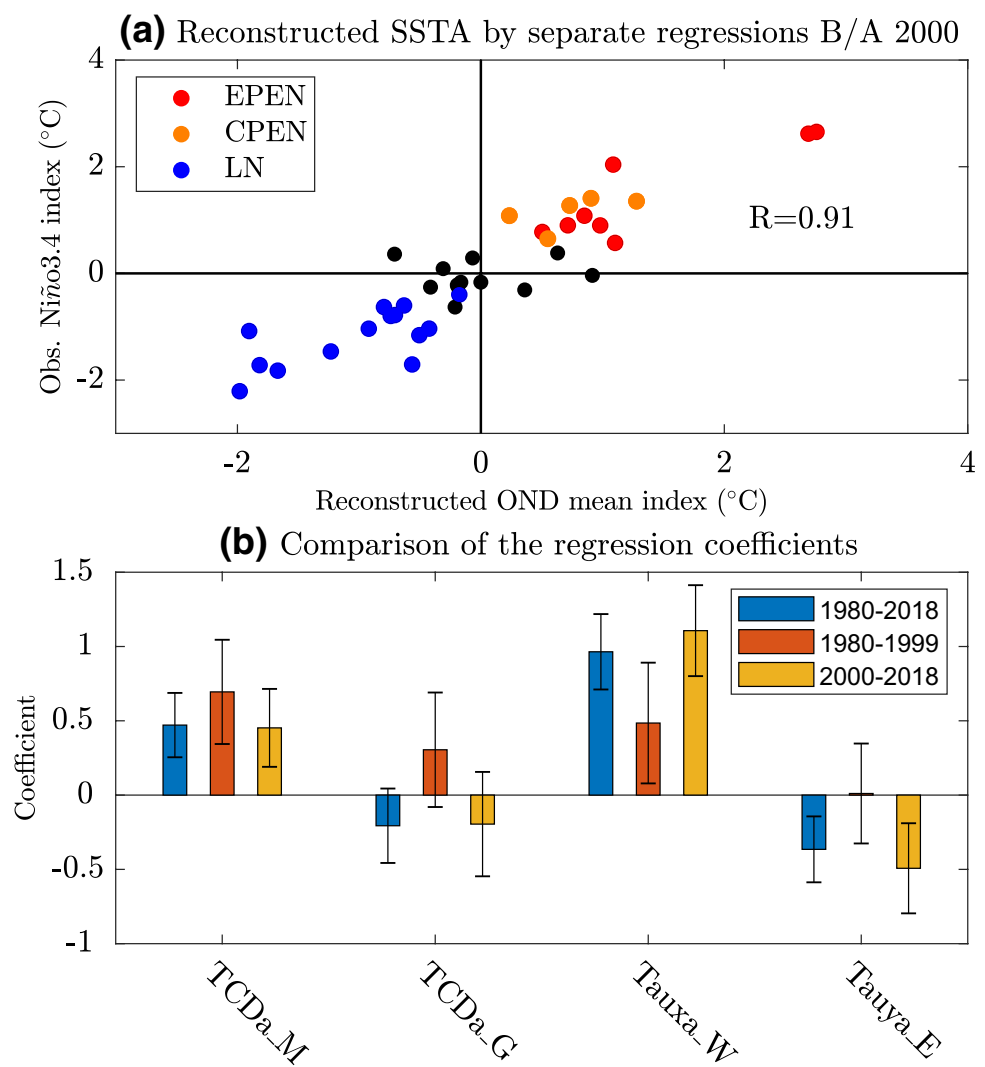 (a) Reconstructed SSTA by separate regressions B/A 2000
4
2
0
-2
Obs. Niño3.4 index (°C)
EPEN
CPEN
LN
R=0.91
-2
0
2
4
Reconstructed OND mean index (°C)
(b) Comparison of the regression coefficients
1.5
1
0.5
0
-0.5
-1
Coefficient
1980-2018
1980-1999
2000-2018
TCDa_M
TCDa_G
Tauxa_W
Tauya_E